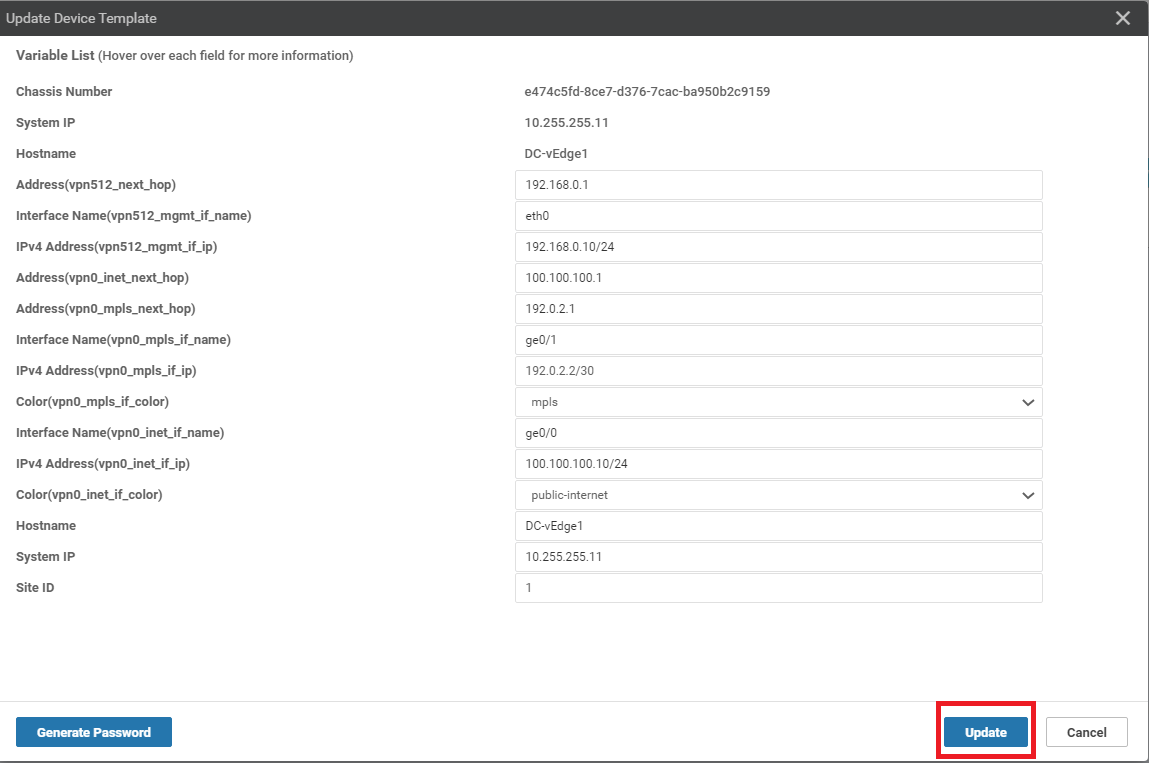 Update Device Template
Variable List (Hover over each field for more information)
Chassis Number e474c5fd-8ce7-d376-7cac-ba950b2c9159
System IP 10.255.255.11
Hostname DC-vEdge1
Address(vpn512_next_hop) 192.168.0.1
Interface Name(vpn512_mgmt_if_name) eth0
IPv4 Address(vpn512_mgmt_if_ip) 192.168.0.10/24
Address(vpn0_inet_next_hop) 100.100.100.1
Address(vpn0_mpls_next_hop) 192.0.2.1
Interface Name(vpn0_mpls_if_name) ge0/1
IPv4 Address(vpn0_mpls_if_ip) 192.0.2.2/30
Color(vpn0_mpls_if_color) mpls
Interface Name(vpn0_inet_if_name) ge0/0
IPv4 Address(vpn0_inet_if_ip) 100.100.100.10/24
Color(vpn0_inet_if_color) public-internet
Hostname DC-vEdge1
System IP 10.255.255.11
Site ID 1
Generate Password Update Cancel